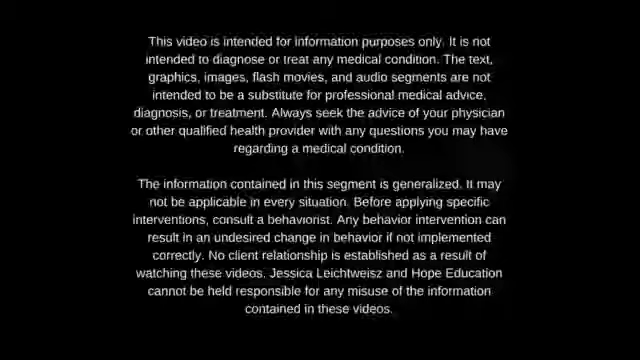 This video is intended for information purposes only. It is not
intended to diagnose or treat any medical condition. The text,
graphics, images, flash movies, and audio segments are not
intended to be a substitute for professional medical advice,
diagnosis, or treatment. Always seek the advice of your physician
or other qualified health provider with any questions you may have
regarding a medical condition.
The information contained in this segment is generalized. It may
not be applicable in every situation. Before applying specific
interventions, consult a behaviorist. Any behavior intervention can
result in an undesired change in behavior if not implemented
correctly. No client relationship is established as a result of
watching these videos. Jessica Leichtweisz and Hope Education
cannot be held responsible for any misuse of the information
contained in these videos.